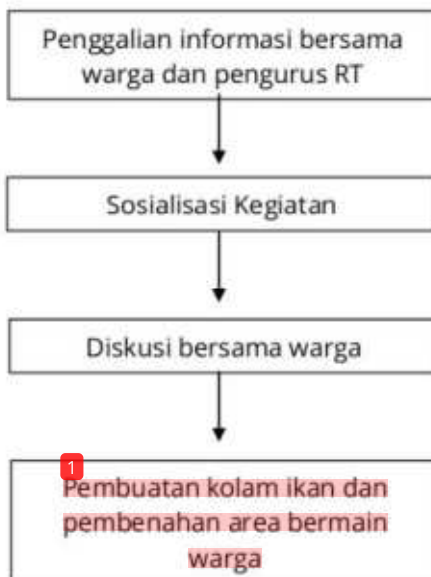 Penggalian informasi bersama
warga dan pengurus RT
Sosialisasi Kegiatan
Diskusi bersama warga
1
Pembuatan kolam ikan dan
pembenahan area bermain
warga